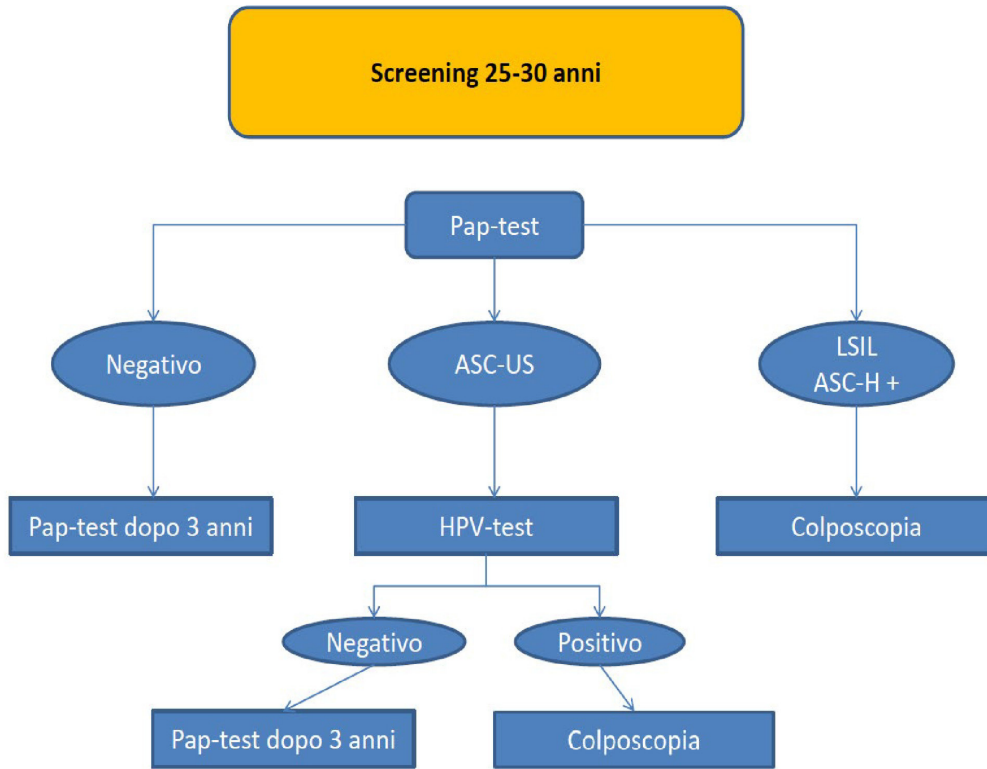 Screening 25-30 anni
Pap-test
Negativo
ASC-US
LSIL
ASC-H +
Pap-test dopo 3 anni
HPV-test
Colposcopia
Negativo
Positivo
Pap-test dopo 3 anni
Colposcopia